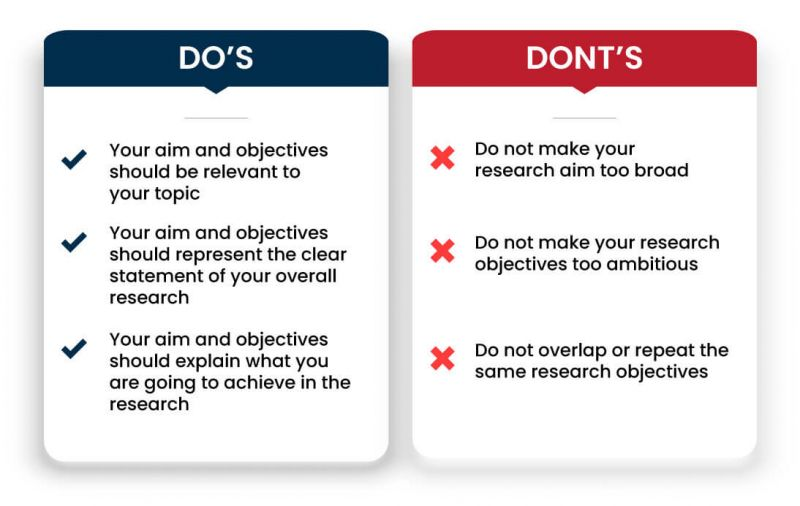 DO'S
Your aim and objectives
should be relevant to
your topic
Your aim and objectives
should represent the clear
statement of your overall
research
Your aim and objectives
should explain what you
are going to achieve in the
research
DONT'S
Do not make your
research aim too broad
Do not make your research
objectives too ambitious
Do not overlap or repeat the
same research objectives